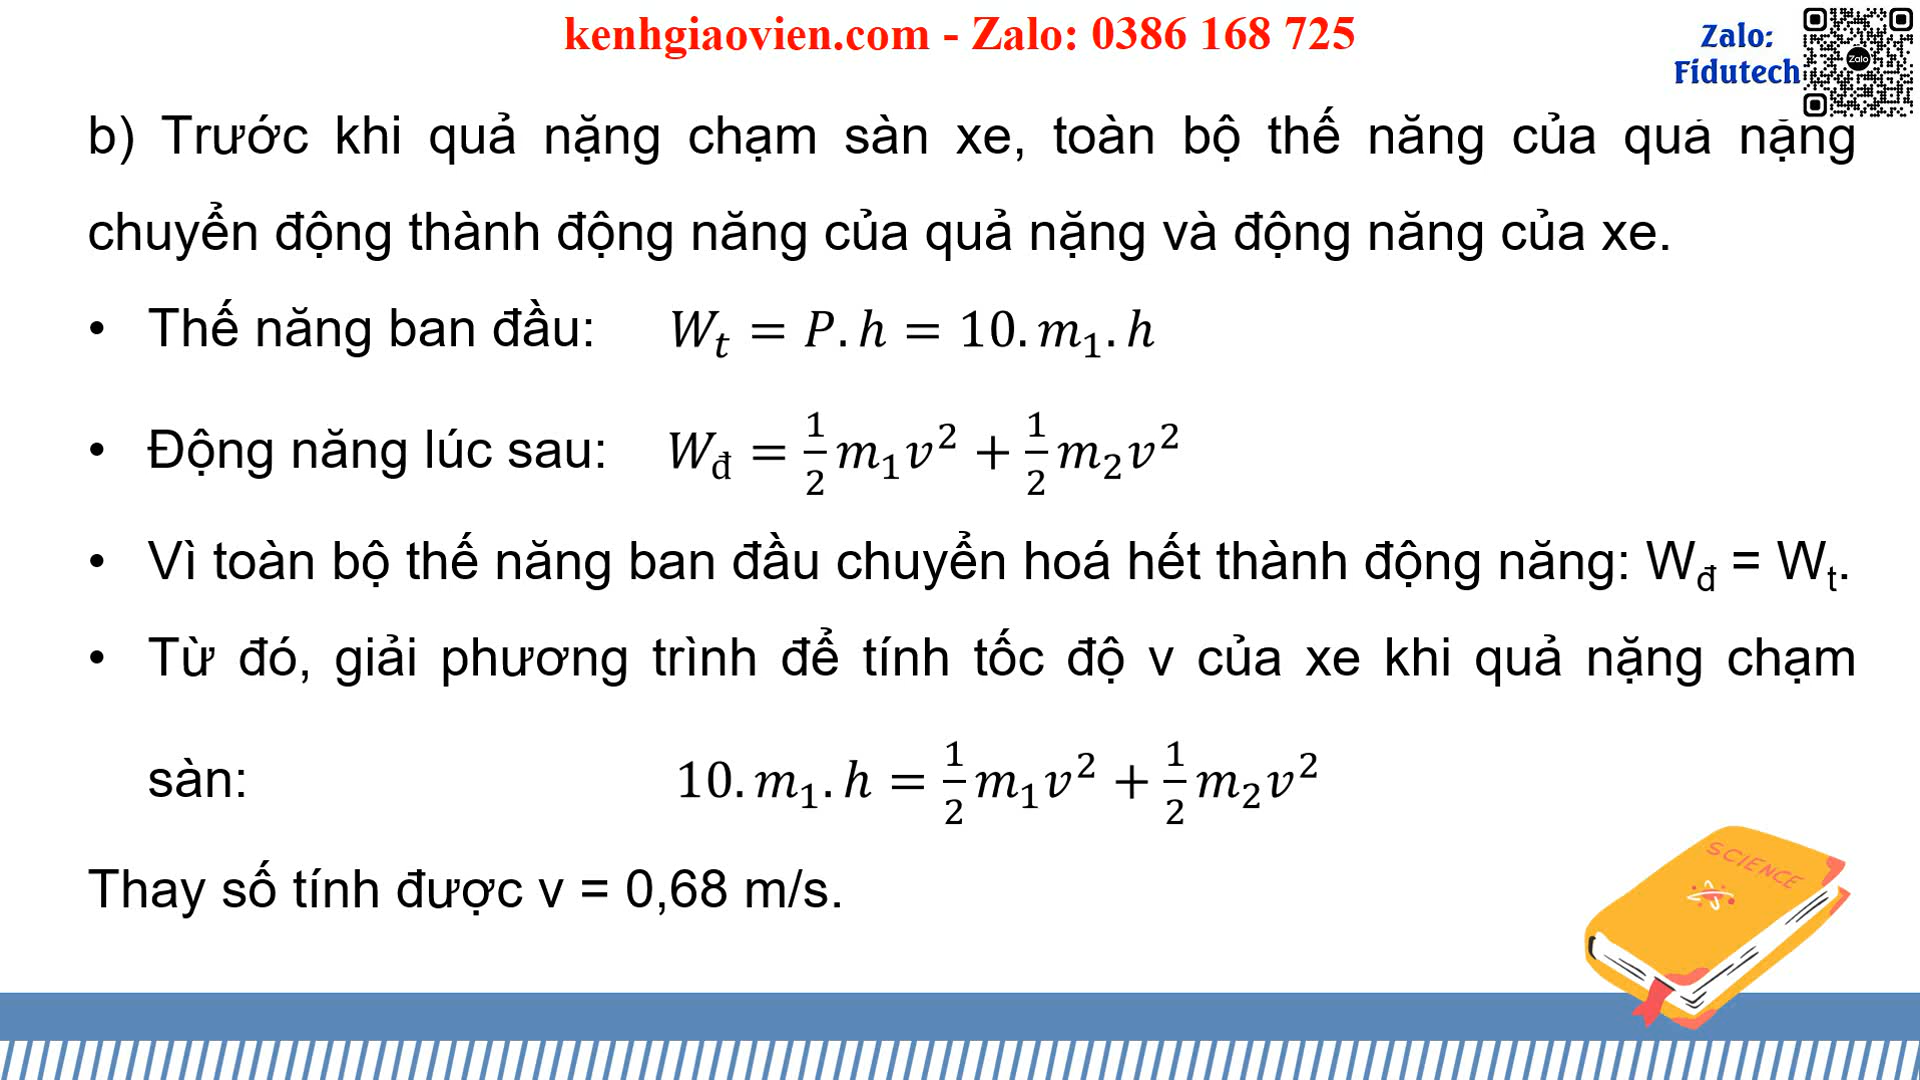 kenhgiaovien.com - Zalo: 0386 168 725
Zalo:
Fidutech
Zalo
b) Trước khi quả nặng chạm sàn xe, toàn bộ thế năng của quả nặng
chuyển động thành động năng của quả nặng và động năng của xe.
• Thế năng ban đầu: W_t = P. h = 10. m_1. h
• Động năng lúc sau: W_đ = 1/2 m_1v^2 + 1/2 m_2v^2
• Vì toàn bộ thế năng ban đầu chuyển hoá hết thành động năng: W_đ = W_t.
• Từ đó, giải phương trình để tính tốc độ v của xe khi quả nặng chạm
sàn: 10. m_1. h = 1/2 m_1v^2 + 1/2 m_2v^2
Thay số tính được v = 0,68 m/s.
SCIENCE